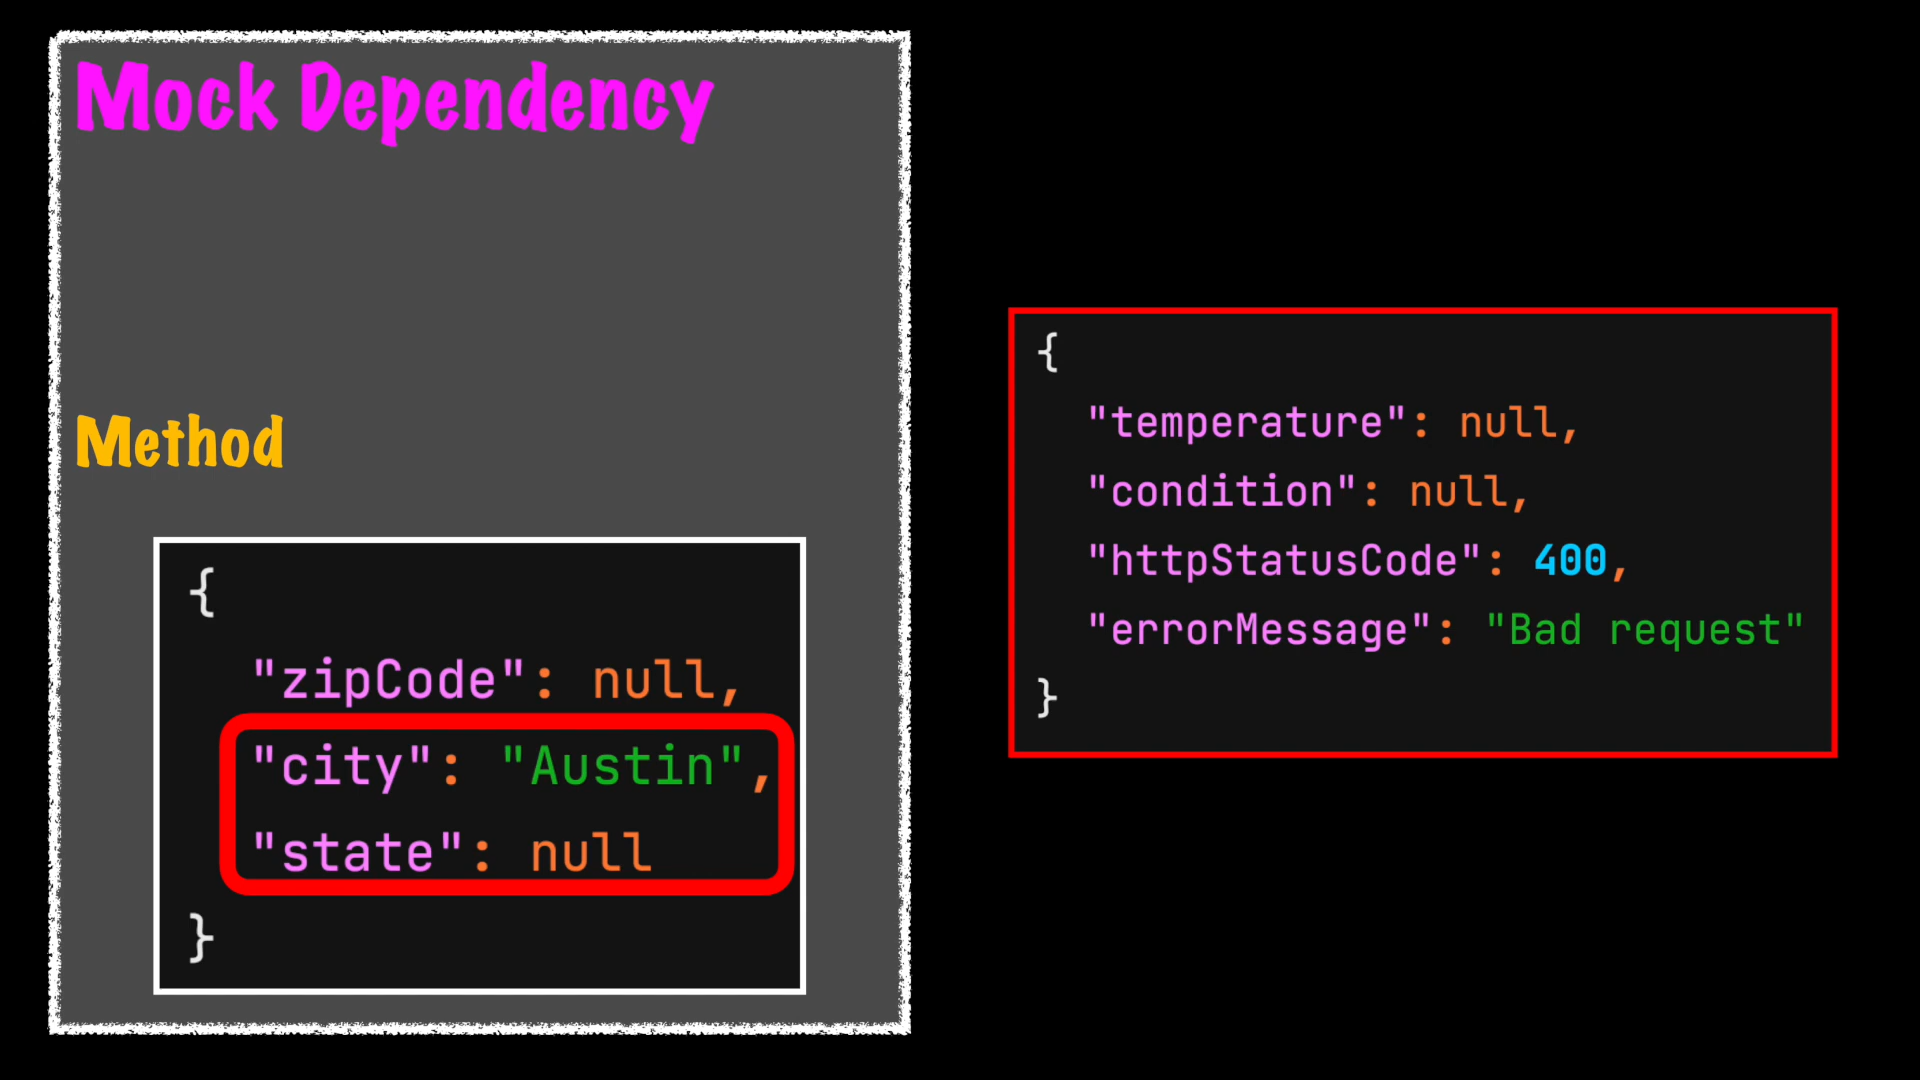 Mock Dependency
Method
{
"zipCode": null,
"city": "Austin",
"state": null
}
{
"temperature": null,
"condition": null,
"httpStatusCode": 400,
"errorMessage": "Bad request"
}